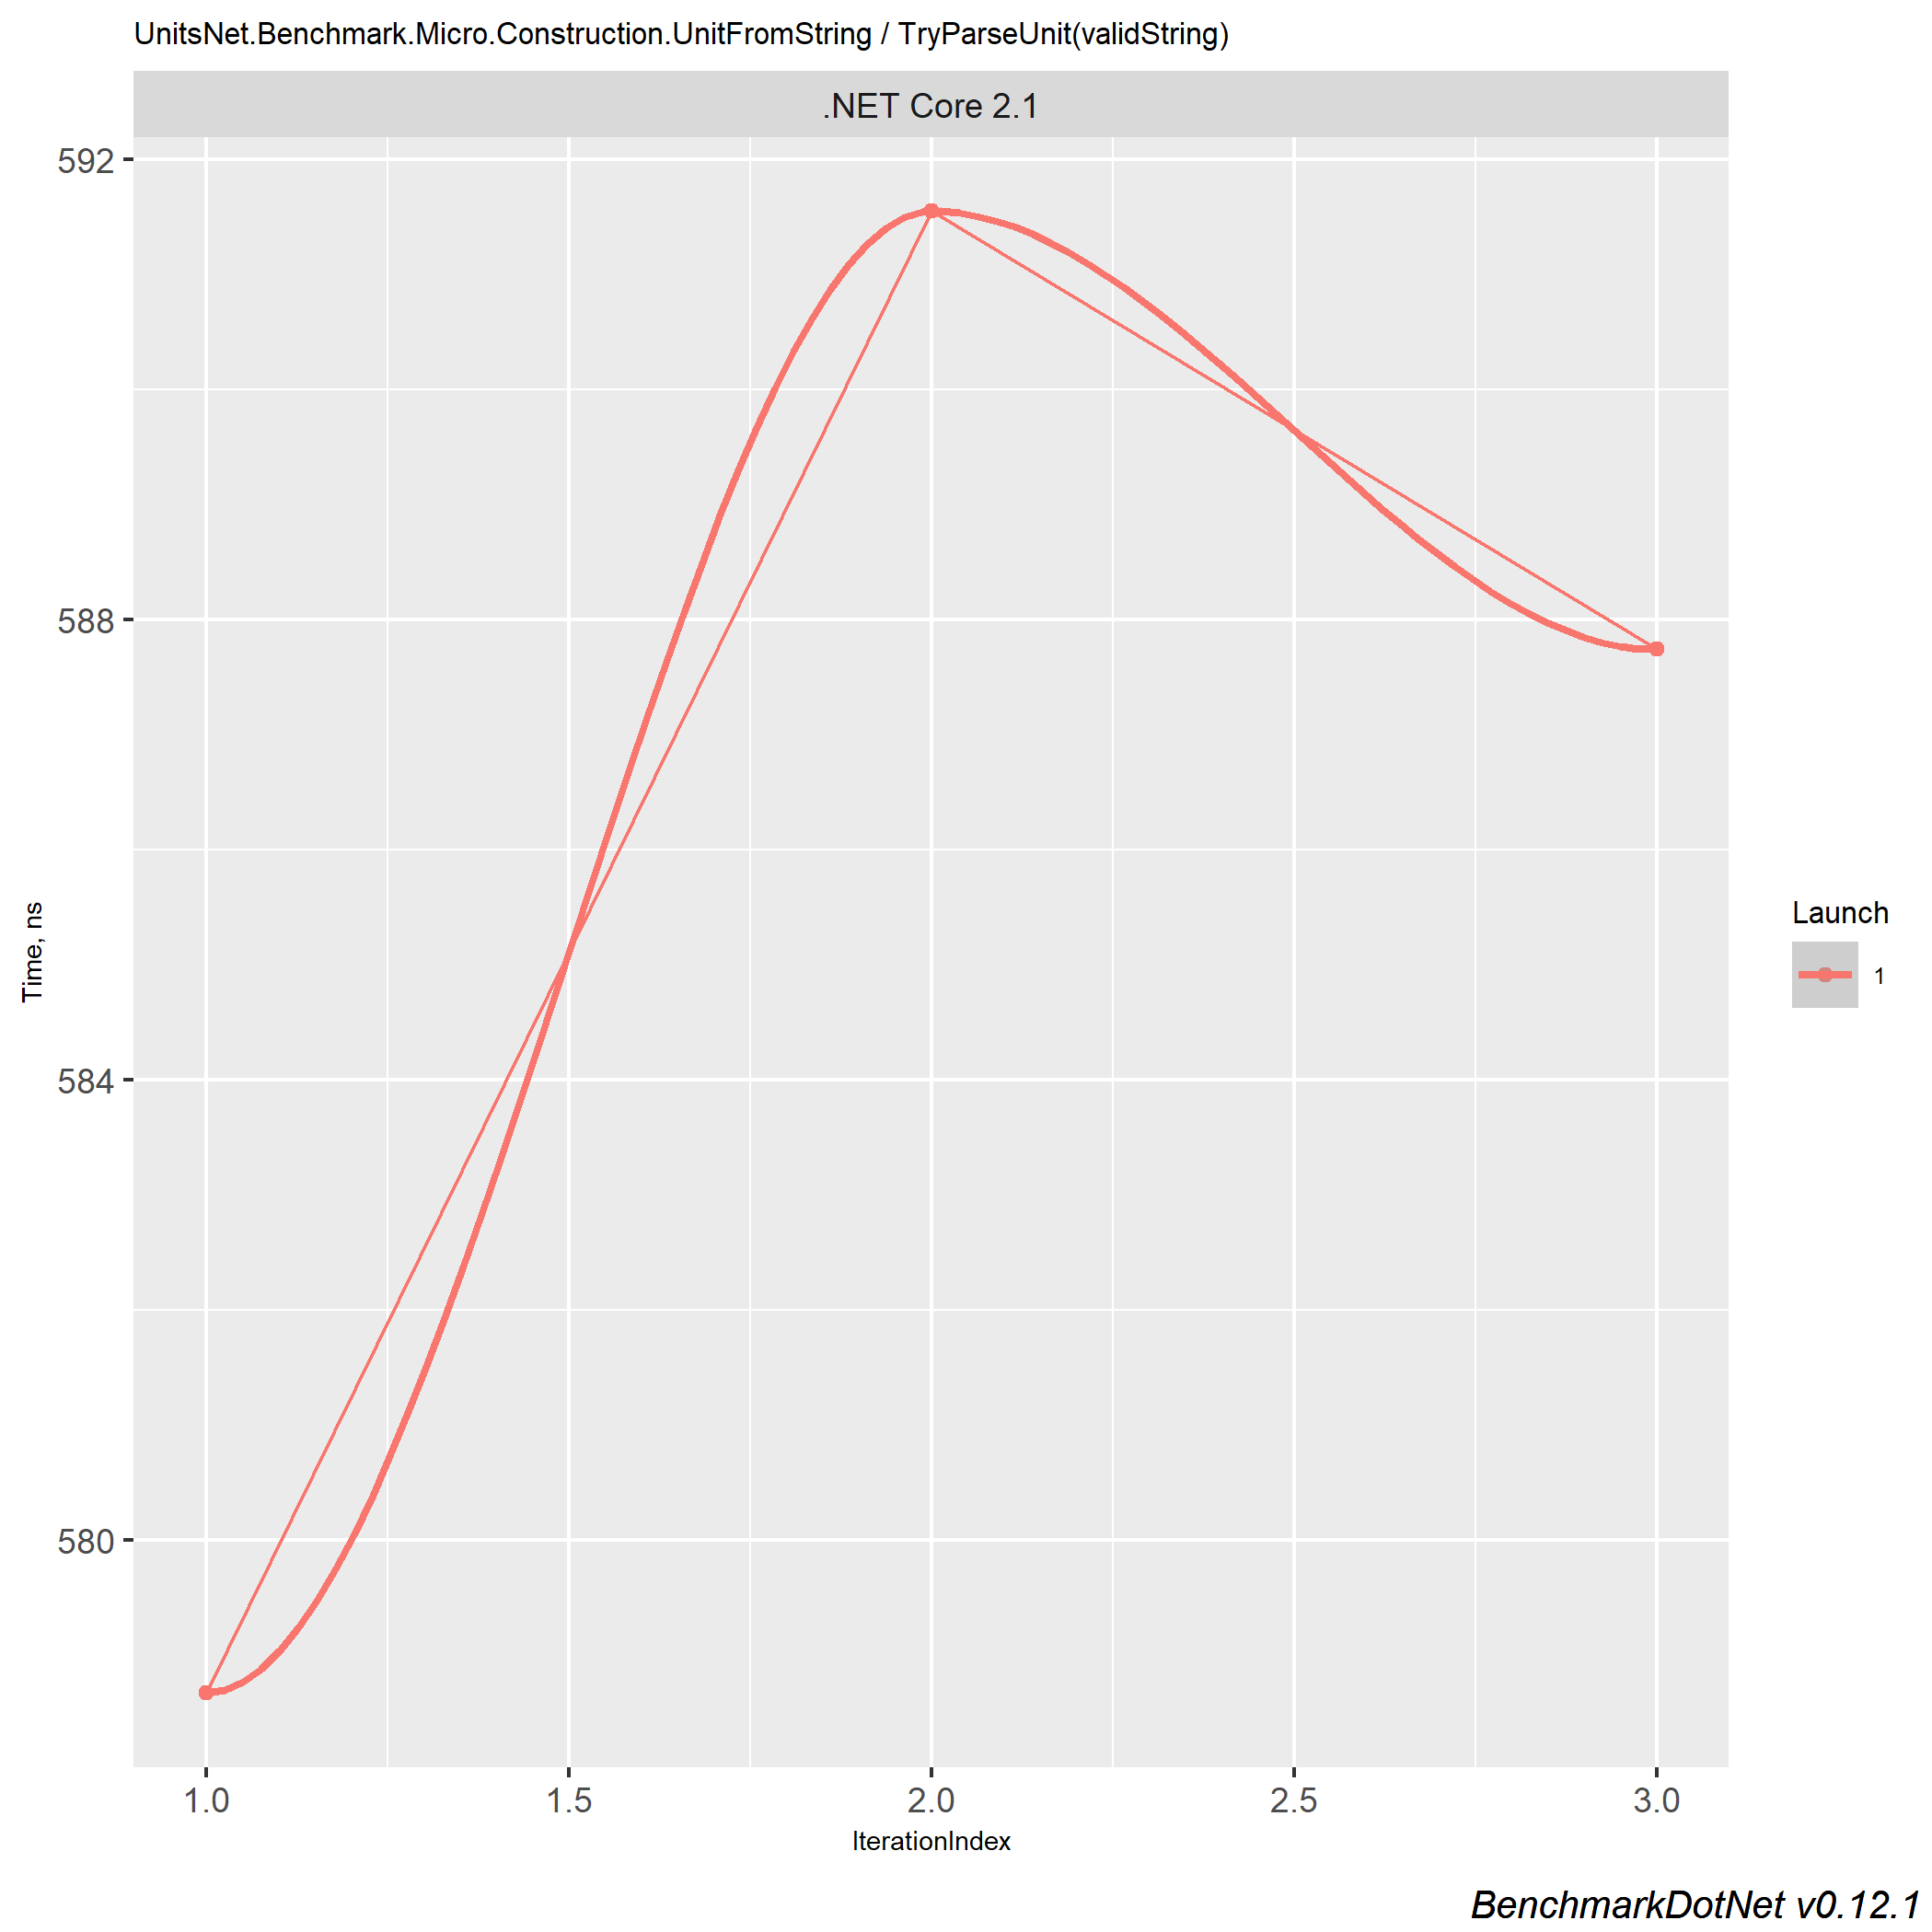 UnitsNet.Benchmark.Micro.Construction.UnitFromString / TryParseUnit(validString)
.NET Core 2.1
592
588
584
580
Time, ns
1.0 1.5 2.0 2.5 3.0
IterationIndex
Launch
1
BenchmarkDotNet v0.12.1